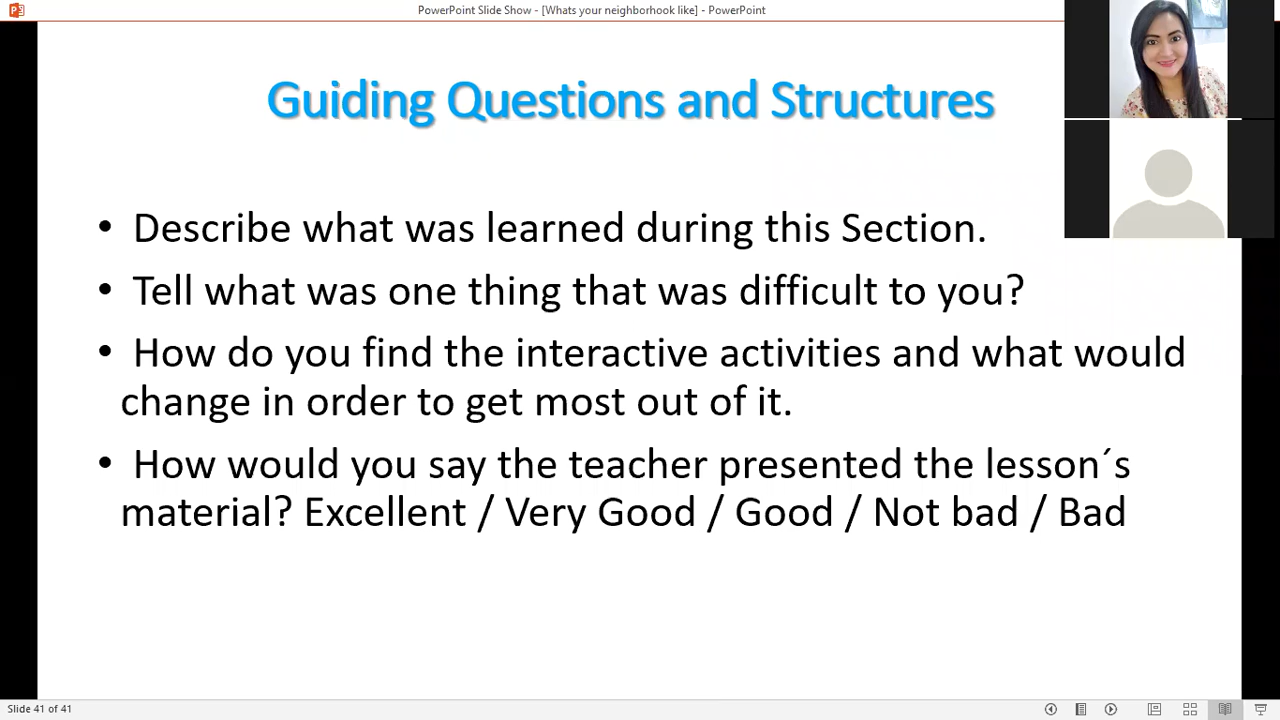 PowerPoint Slide Show - [Whats your neighborhook like] - PowerPoint
Guiding Questions and Structures
• Describe what was learned during this Section.
• Tell what was one thing that was difficult to you?
• How do you find the interactive activities and what would
change in order to get most out of it.
• How would you say the teacher presented the lesson´s
material? Excellent / Very Good / Good / Not bad / Bad
Slide 41 of 41